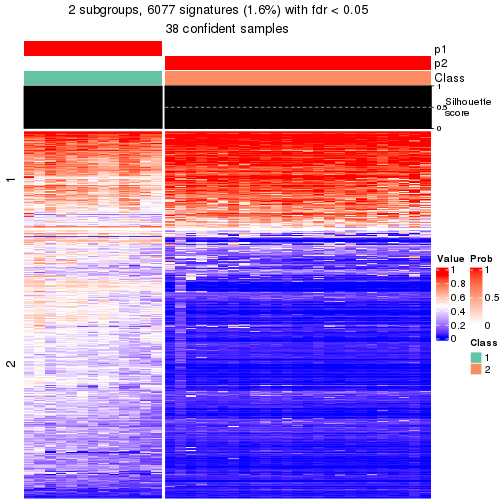 2 subgroups, 6077 signatures (1.6%) with fdr < 0.05
38 confident samples
p1
p2
Class
1
0.5
0
Silhouette
score
1
2
Value
1
0.8
0.6
0.4
0.2
0
Prob
1
0.5
0
Class
1
2